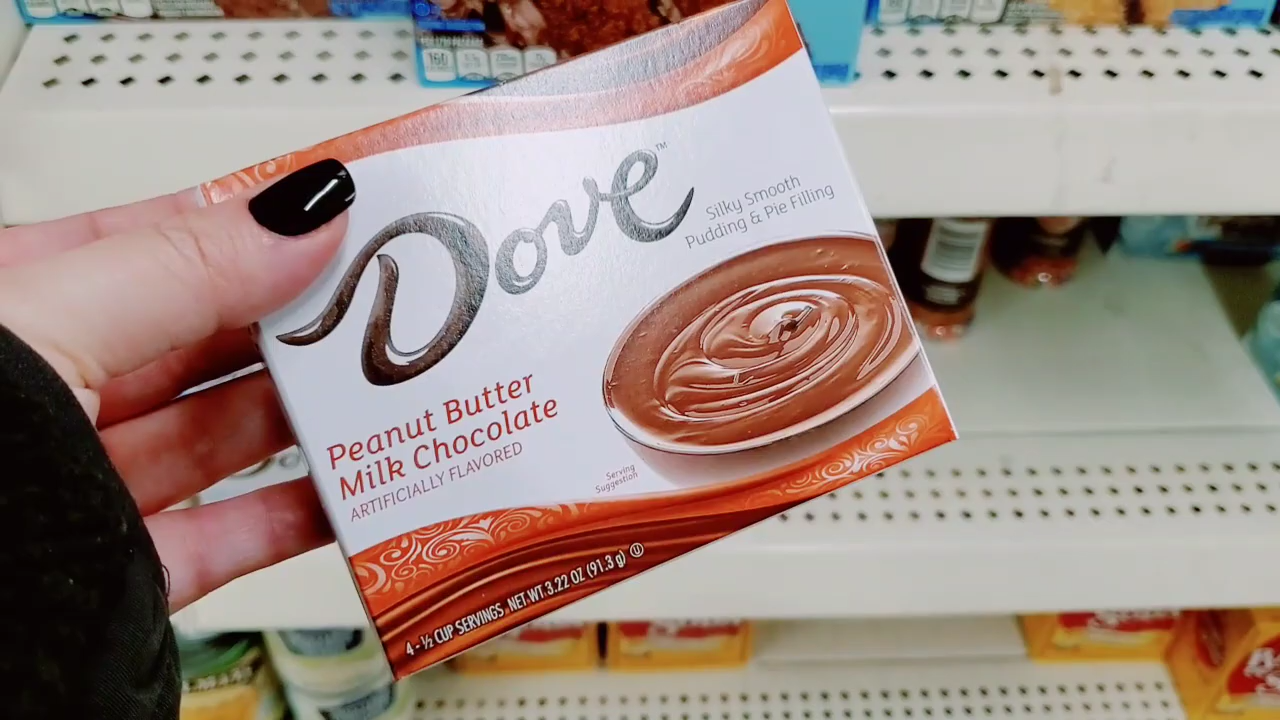 Dove™
Silky Smooth
Pudding & Pie Filling
Peanut Butter
Milk Chocolate
ARTIFICIALLY FLAVORED
Serving
Suggestion
4 - ½ CUP SERVINGS NET WT 3.22 OZ (91.3 g) Ⓤ
160